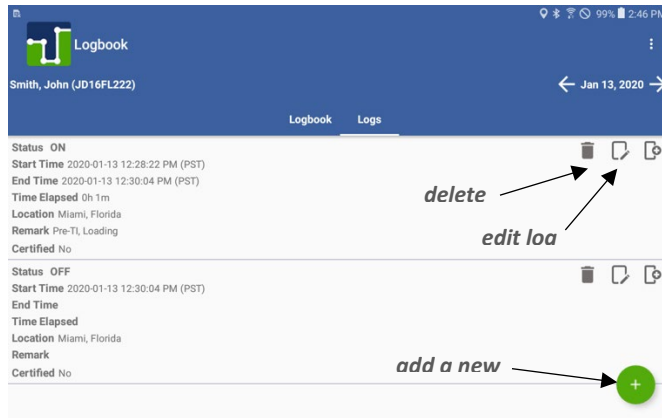 99% 2:46 PM
Logbook
Smith, John (JD16FL222)
Jan 13, 2020
Logbook Logs
Status ON
Start Time 2020-01-13 12:28:22 PM (PST)
End Time 2020-01-13 12:30:04 PM (PST)
Time Elapsed 0h 1m
Location Miami, Florida
Remark Pre-TI, Loading
Certified No
delete
edit log
Status OFF
Start Time 2020-01-13 12:30:04 PM (PST)
End Time
Time Elapsed
Location Miami, Florida
Remark
Certified No
add a new